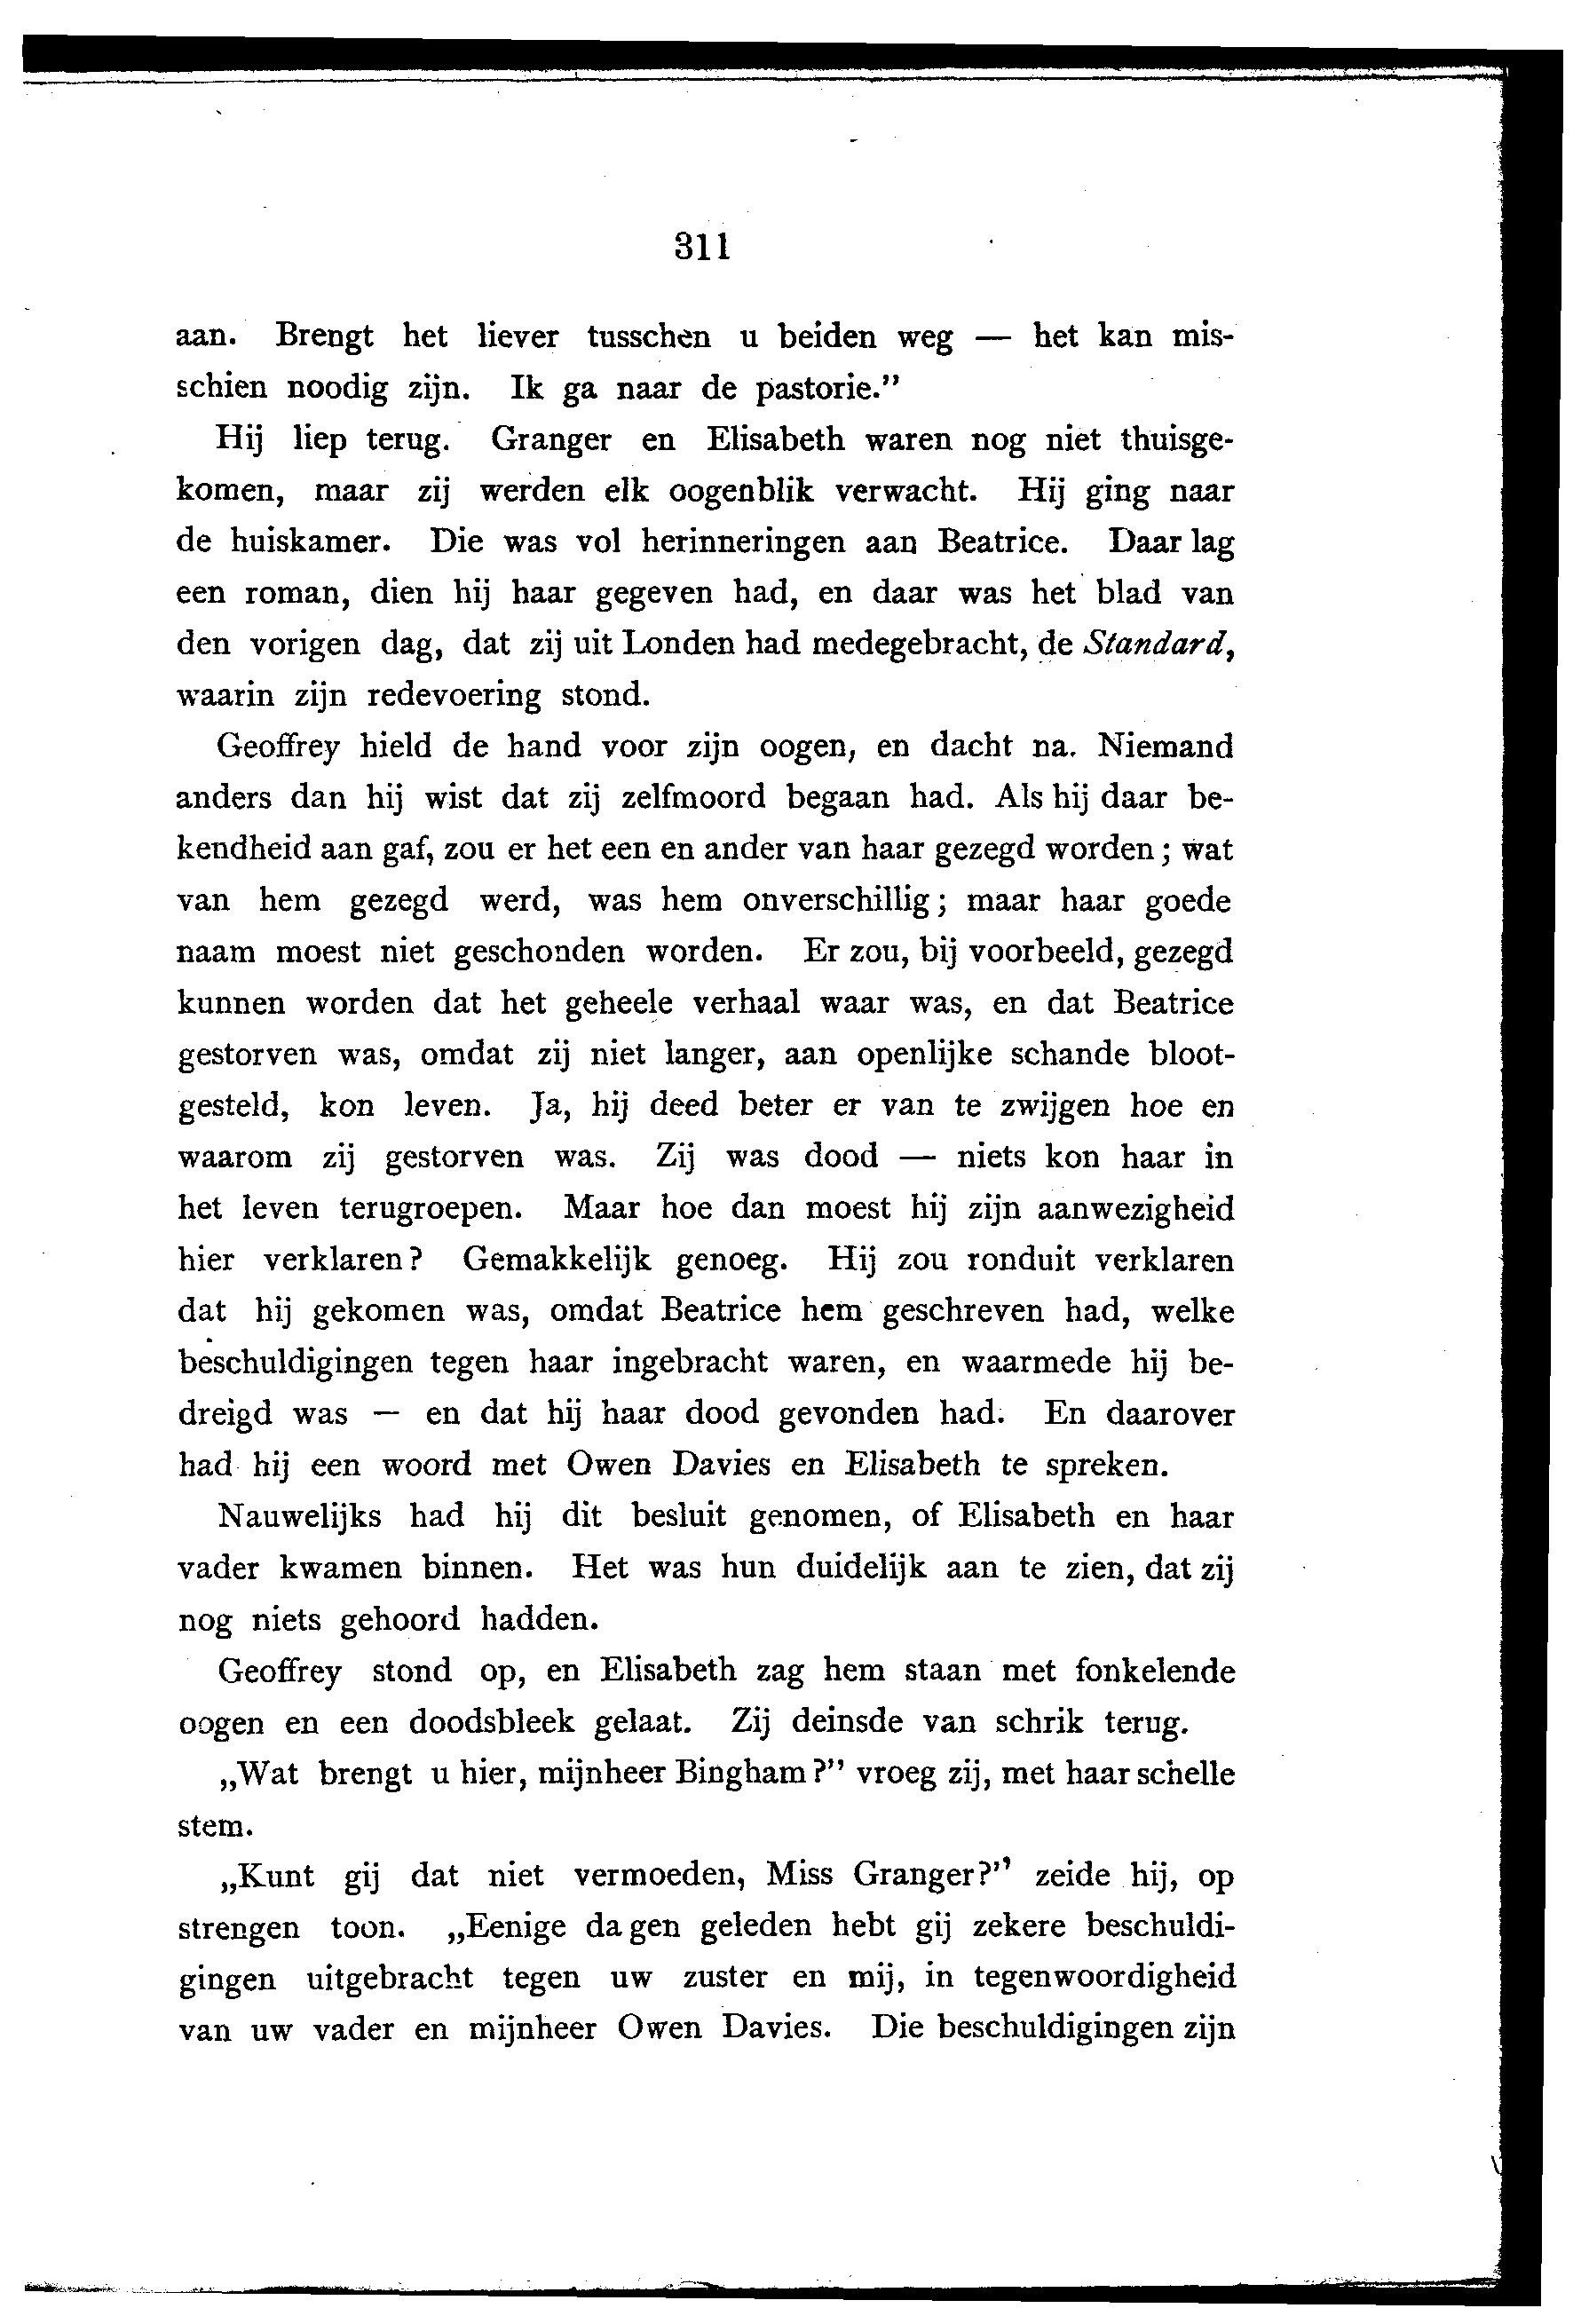 311
aan. Brengt het liever tusschen u beiden weg — het kan mis-
schien noodig zijn. Ik ga naar de pastorie.”
Hij liep terug. Granger en Elisabeth waren nog niet thuisge-
komen, maar zij werden elk oogenblik verwacht. Hij ging naar
de huiskamer. Die was vol herinneringen aan Beatrice. Daar lag
een roman, dien hij haar gegeven had, en daar was het blad van
den vorigen dag, dat zij uit Londen had medegebracht, de Standard,
waarin zijn redevoering stond.
Geoffrey hield de hand voor zijn oogen, en dacht na. Niemand
anders dan hij wist dat zij zelfmoord begaan had. Als hij daar be-
kendheid aan gaf, zou er het een en ander van haar gezegd worden; wat
van hem gezegd werd, was hem onverschillig; maar haar goede
naam moest niet geschonden worden. Er zou, bij voorbeeld, gezegd
kunnen worden dat het geheele verhaal waar was, en dat Beatrice
gestorven was, omdat zij niet langer, aan openlijke schande bloot-
gesteld, kon leven. Ja, hij deed beter er van te zwijgen hoe en
waarom zij gestorven was. Zij was dood — niets kon haar in
het leven terugroepen. Maar hoe dan moest hij zijn aanwezigheid
hier verklaren? Gemakkelijk genoeg. Hij zou ronduit verklaren
dat hij gekomen was, omdat Beatrice hem geschreven had, welke
beschuldigingen tegen haar ingebracht waren, en waarmede hij be-
dreigd was — en dat hij haar dood gevonden had. En daarover
had hij een woord met Owen Davies en Elisabeth te spreken.
Nauwelijks had hij dit besluit genomen, of Elisabeth en haar
vader kwamen binnen. Het was hun duidelijk aan te zien, dat zij
nog niets gehoord hadden.
Geoffrey stond op, en Elisabeth zag hem staan met fonkelende
oogen en een doodsbleek gelaat. Zij deinsde van schrik terug.
„Wat brengt u hier, mijnheer Bingham?” vroeg zij, met haar schelle
stem.
„Kunt gij dat niet vermoeden, Miss Granger?” zeide hij, op
strengen toon. „Eenige dagen geleden hebt gij zekere beschuldi-
gingen uitgebracht tegen uw zuster en mij, in tegenwoordigheid
van uw vader en mijnheer Owen Davies. Die beschuldigingen zijn